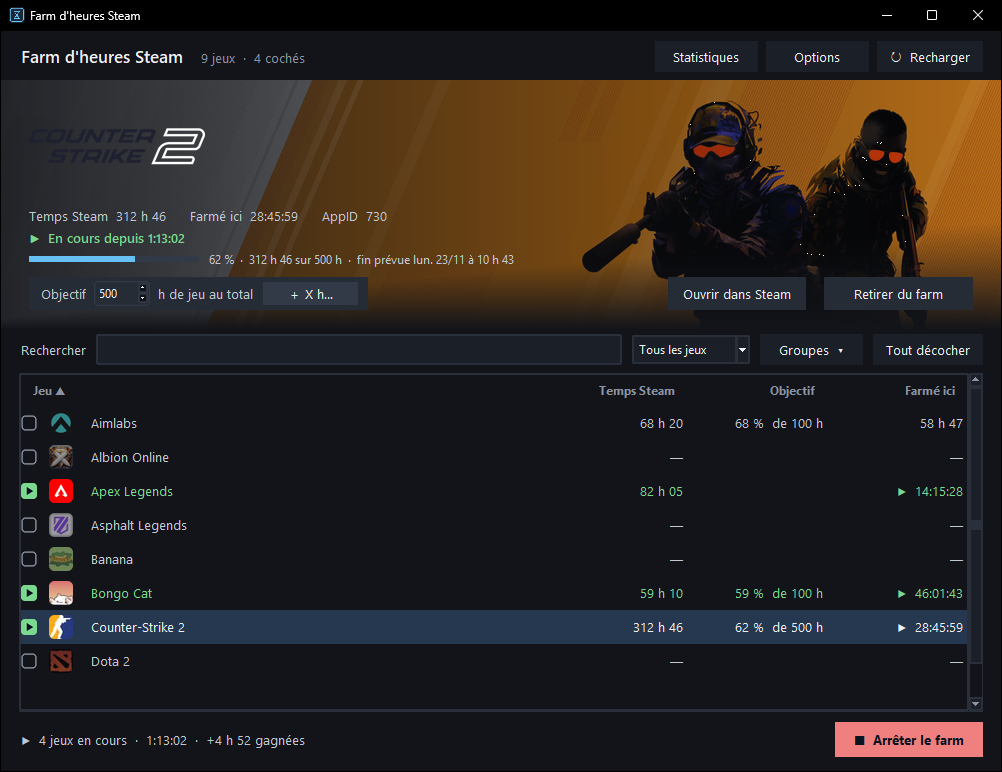 Farm d'heures Steam
Farm d'heures Steam 9 jeux · 4 cochés Statistiques Options Recharger
COUNTER STRIKE 2
Temps Steam 312 h 46 Farmé ici 28:45:59 AppID 730
▶ En cours depuis 1:13:02
62 % · 312 h 46 sur 500 h · fin prévue lun. 23/11 à 10 h 43
Objectif 500 h de jeu au total + X h... Ouvrir dans Steam Retirer du farm
Rechercher Tous les jeux Groupes ▾ Tout décocher
Jeu ▲ Temps Steam Objectif Farmé ici
Aimlabs 68 h 20 68 % de 100 h 58 h 47
Albion Online — —
Apex Legends 82 h 05 ▶ 14:15:28
Asphalt Legends — —
Banana — —
Bongo Cat 59 h 10 59 % de 100 h ▶ 46:01:43
Counter-Strike 2 312 h 46 62 % de 500 h ▶ 28:45:59
Dota 2 — —
▶ 4 jeux en cours · 1:13:02 · +4 h 52 gagnées ■ Arrêter le farm